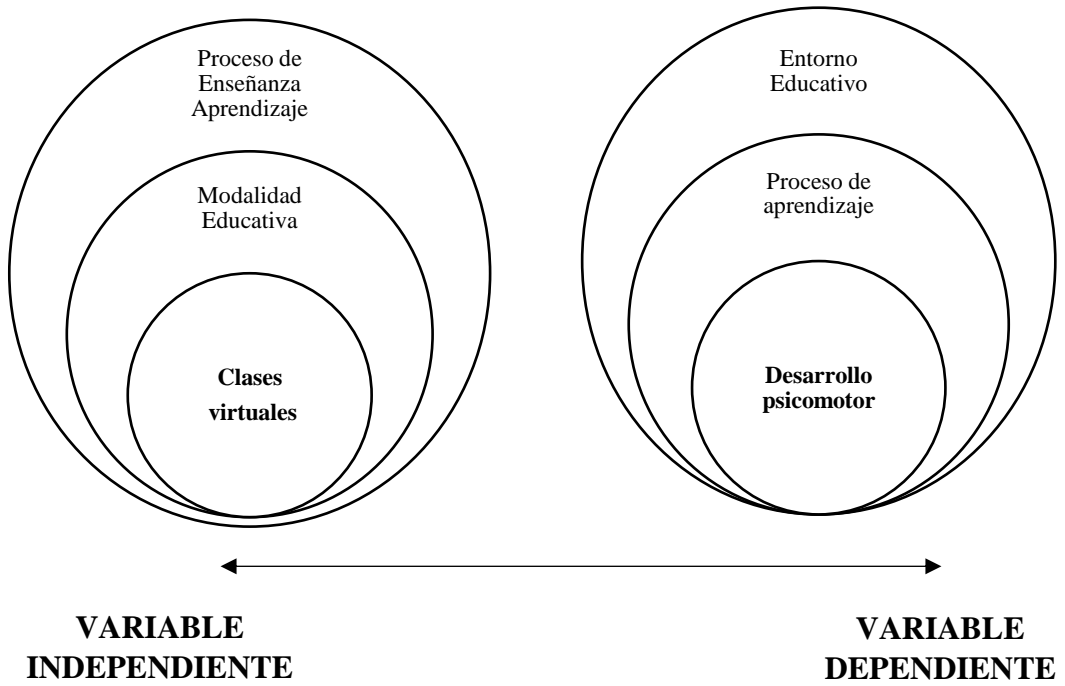 Proceso de
Enseñanza
Aprendizaje
Modalidad
Educativa
Clases
virtuales
Entorno
Educativo
Proceso de
aprendizaje
Desarrollo
psicomotor
VARIABLE
INDEPENDIENTE
VARIABLE
DEPENDIENTE